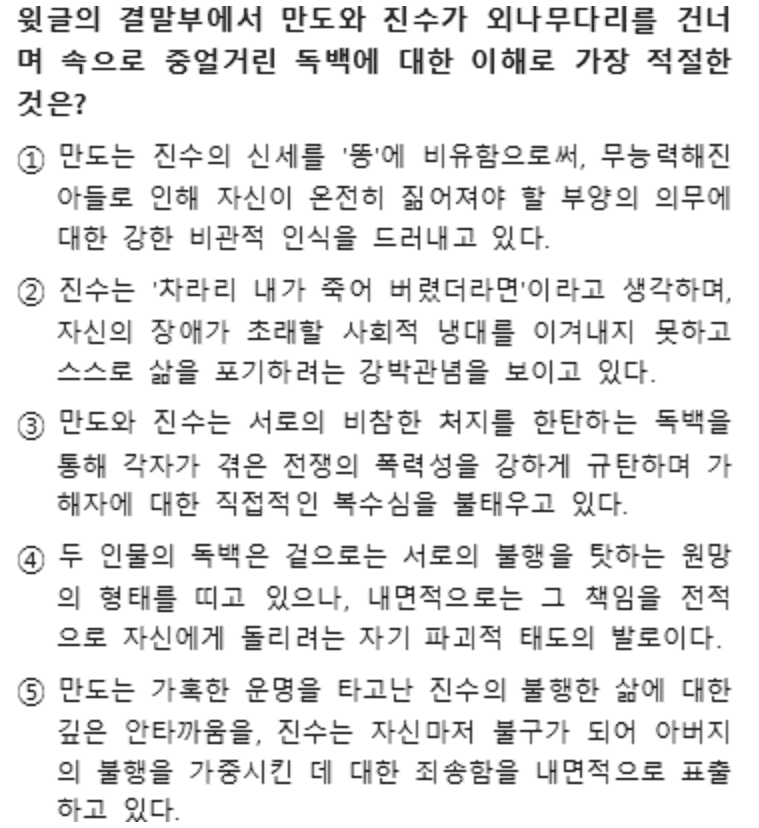 윗글의 결말부에서 만도와 진수가 외나무다리를 건너
며 속으로 중얼거린 독백에 대한 이해로 가장 적절한
것은?
① 만도는 진수의 신세를 '똥'에 비유함으로써, 무능력해진
아들로 인해 자신이 온전히 짊어져야 할 부양의 의무에
대한 강한 비관적 인식을 드러내고 있다.
② 진수는 '차라리 내가 죽어 버렸더라면'이라고 생각하며,
자신의 장애가 초래할 사회적 냉대를 이겨내지 못하고
스스로 삶을 포기하려는 강박관념을 보이고 있다.
③ 만도와 진수는 서로의 비참한 처지를 한탄하는 독백을
통해 각자가 겪은 전쟁의 폭력성을 강하게 규탄하며 가
해자에 대한 직접적인 복수심을 불태우고 있다.
④ 두 인물의 독백은 겉으로는 서로의 불행을 탓하는 원망
의 형태를 띠고 있으나, 내면적으로는 그 책임을 전적
으로 자신에게 돌리려는 자기 파괴적 태도의 발로이다.
⑤ 만도는 가혹한 운명을 타고난 진수의 불행한 삶에 대한
깊은 안타까움을, 진수는 자신마저 불구가 되어 아버지
의 불행을 가중시킨 데 대한 죄송함을 내면적으로 표출
하고 있다.